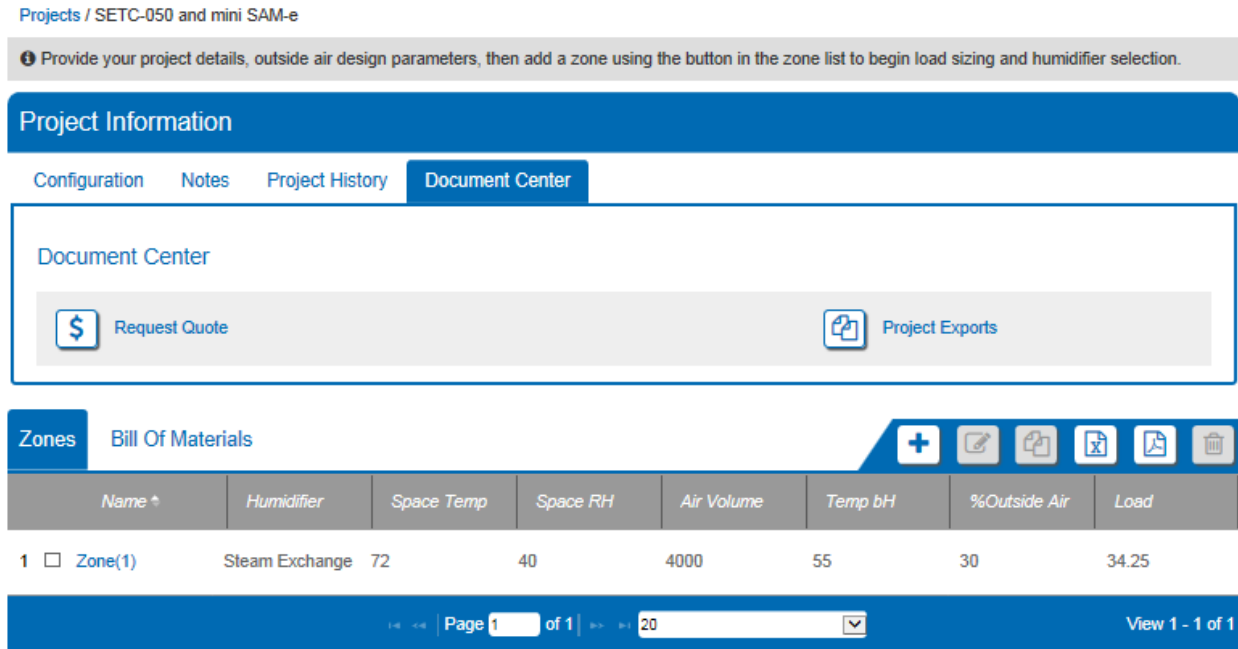 Projects / SETC-050 and mini SAM-e
Provide your project details, outside air design parameters, then add a zone using the button in the zone list to begin load sizing and humidifier selection.
Project Information
Configuration Notes Project History Document Center
Document Center
$ Request Quote Project Exports
Zones Bill Of Materials
Name Humidifier Space Temp Space RH Air Volume Temp bH %Outside Air Load
1 Zone(1) Steam Exchange 72 40 4000 55 30 34.25
Page 1 of 1 20 View 1 - 1 of 1